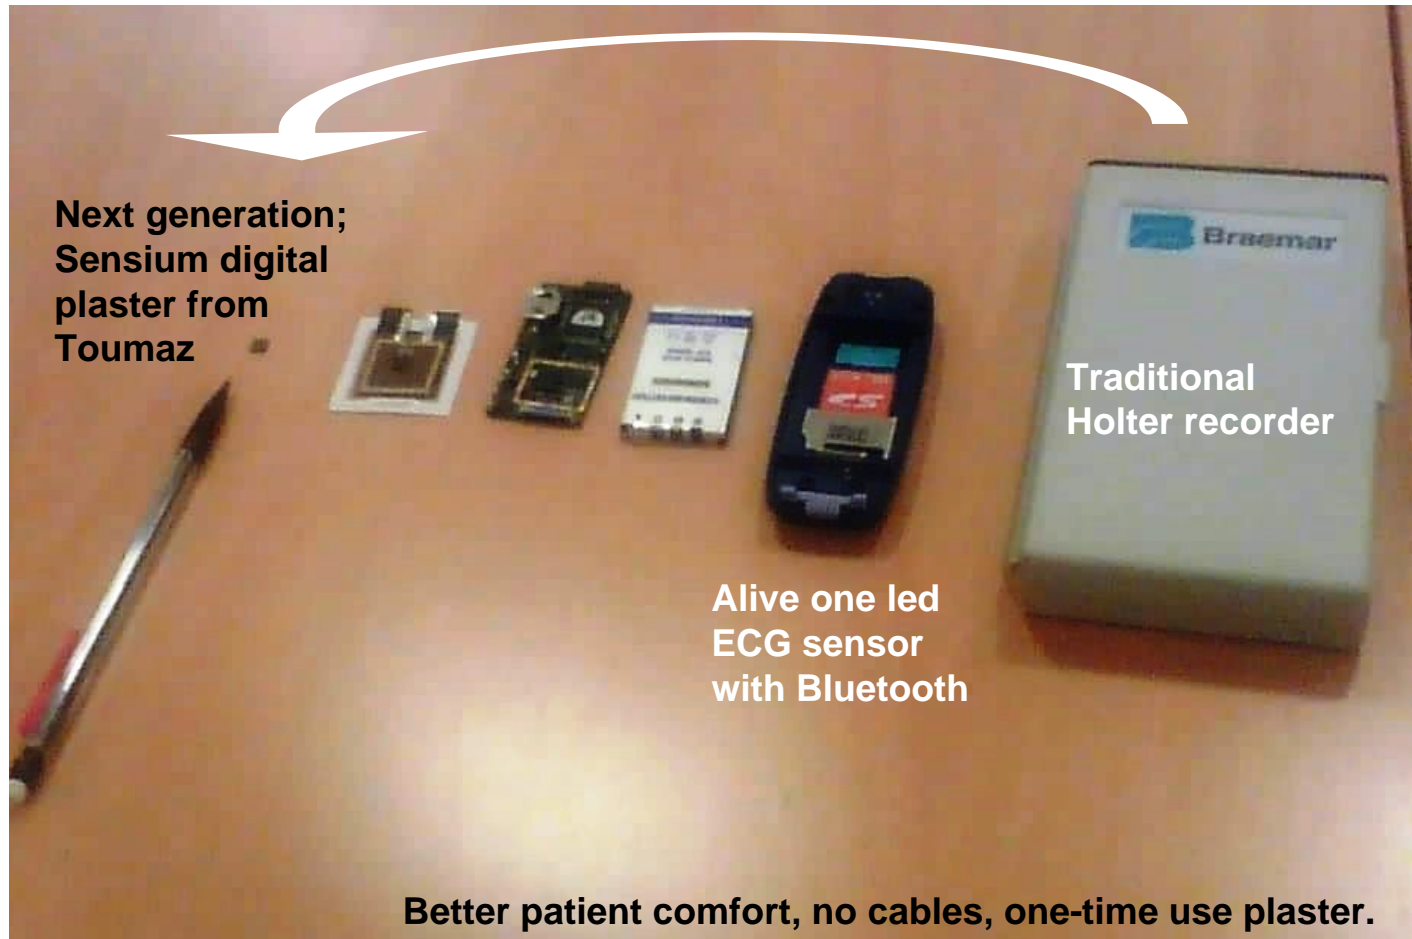 Next generation;
Sensium digital
plaster from
Toumaz
Braemar
Traditional
Holter recorder
Alive one led
ECG sensor
with Bluetooth
Better patient comfort, no cables, one-time use plaster.